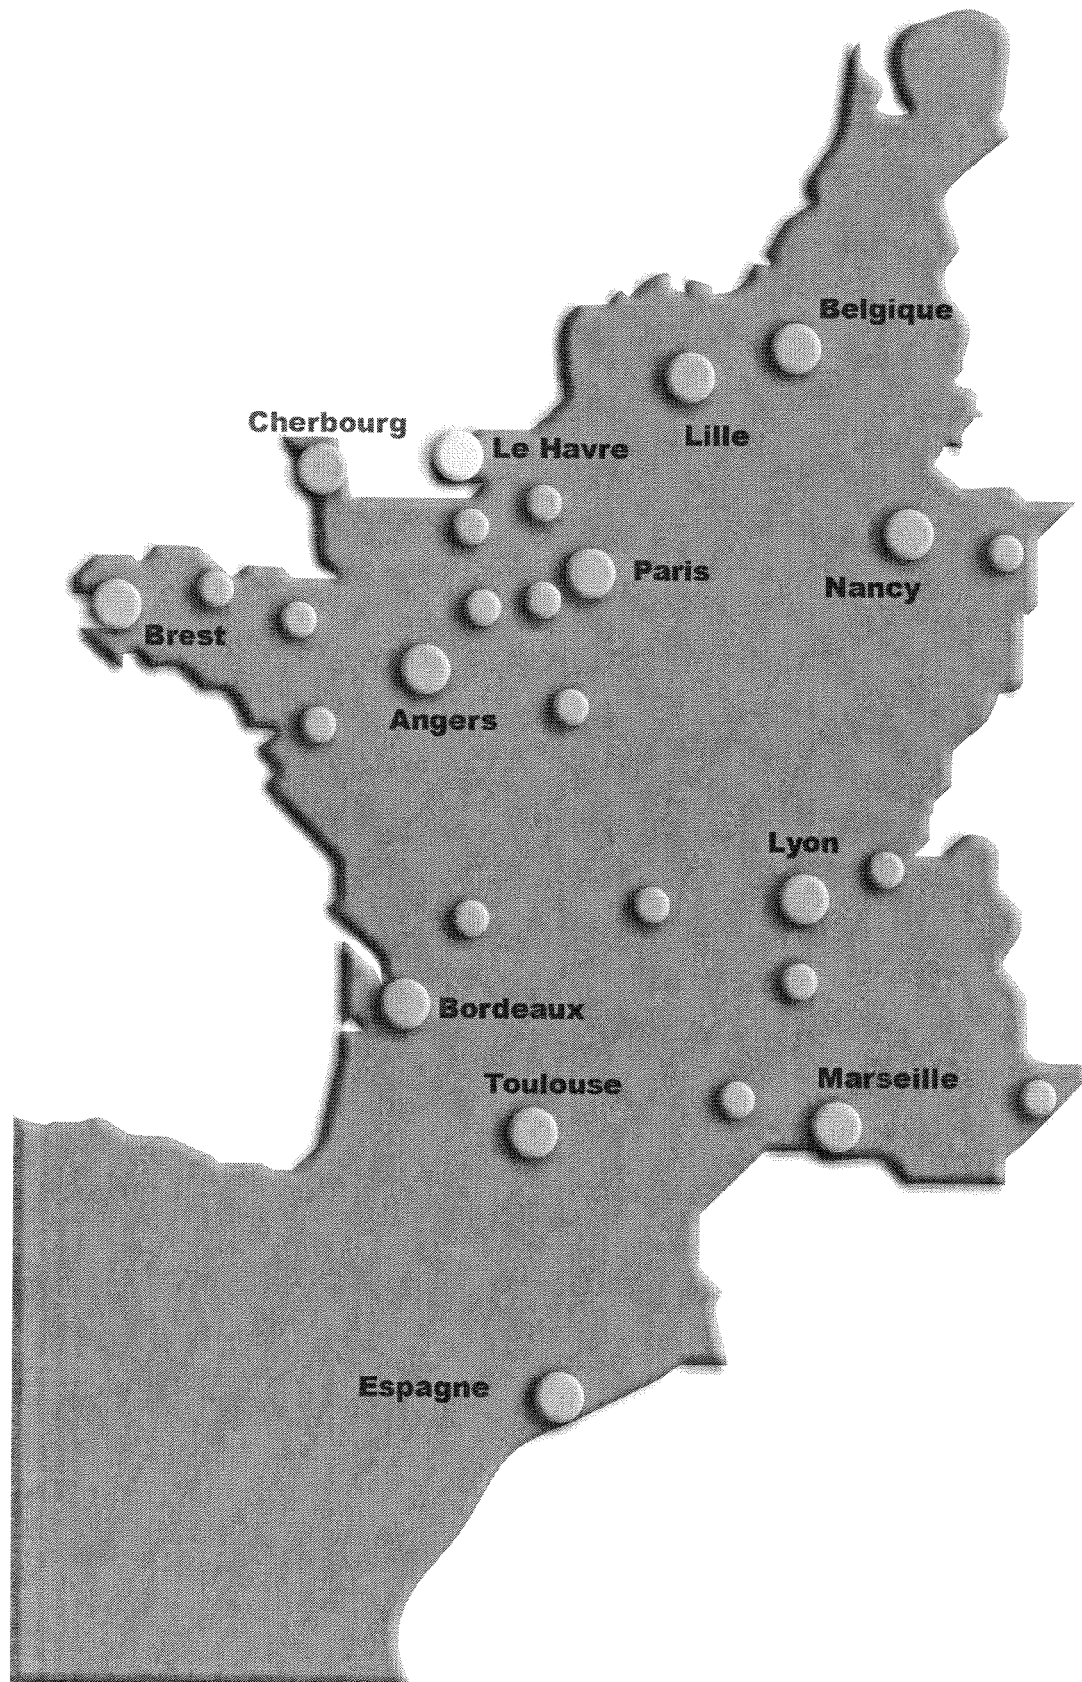 Belgique
Cherbourg
Lille
Le Havre
Paris
Nancy
Brest
Angers
Lyon
Bordeaux
Marseille
Toulouse
Espagne